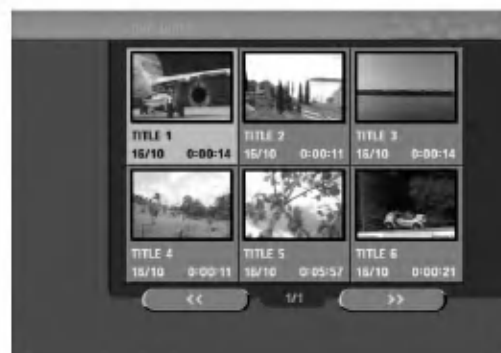 TITLE 1
TITLE 2
TITLE 3
16/10 0:00:14
16/10 0:00:11
16/10 0:00:14
TITLE 4
TITLE 5
TITLE 6
16/10 0:00:11
16/10 0:05:57
16/10 0:00:21
<<
1/1
>>